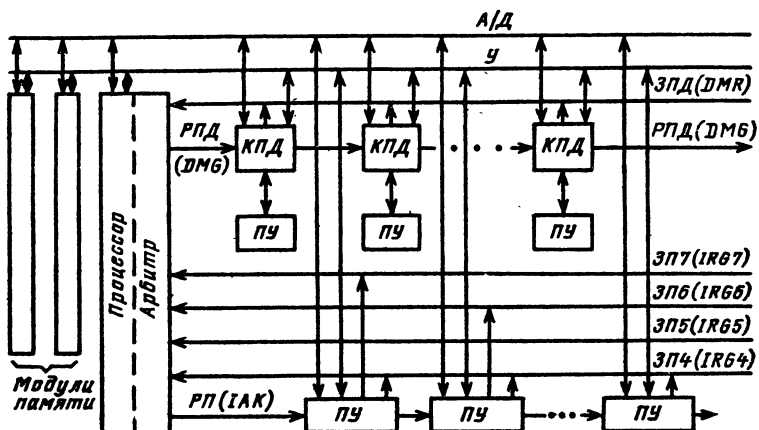 А/Д
У
ЗПД(DMR)
РПД
(DMG)
КПД
КПД
КПД
РПД(DMG)
ПУ
ПУ
ПУ
Процессор
Арбитр
ЗП7(IRG7)
ЗП6(IRG6)
ЗП5(IRG5)
ЗП4(IRG4)
Модули
памяти
РП(IAK)
ПУ
ПУ
ПУ